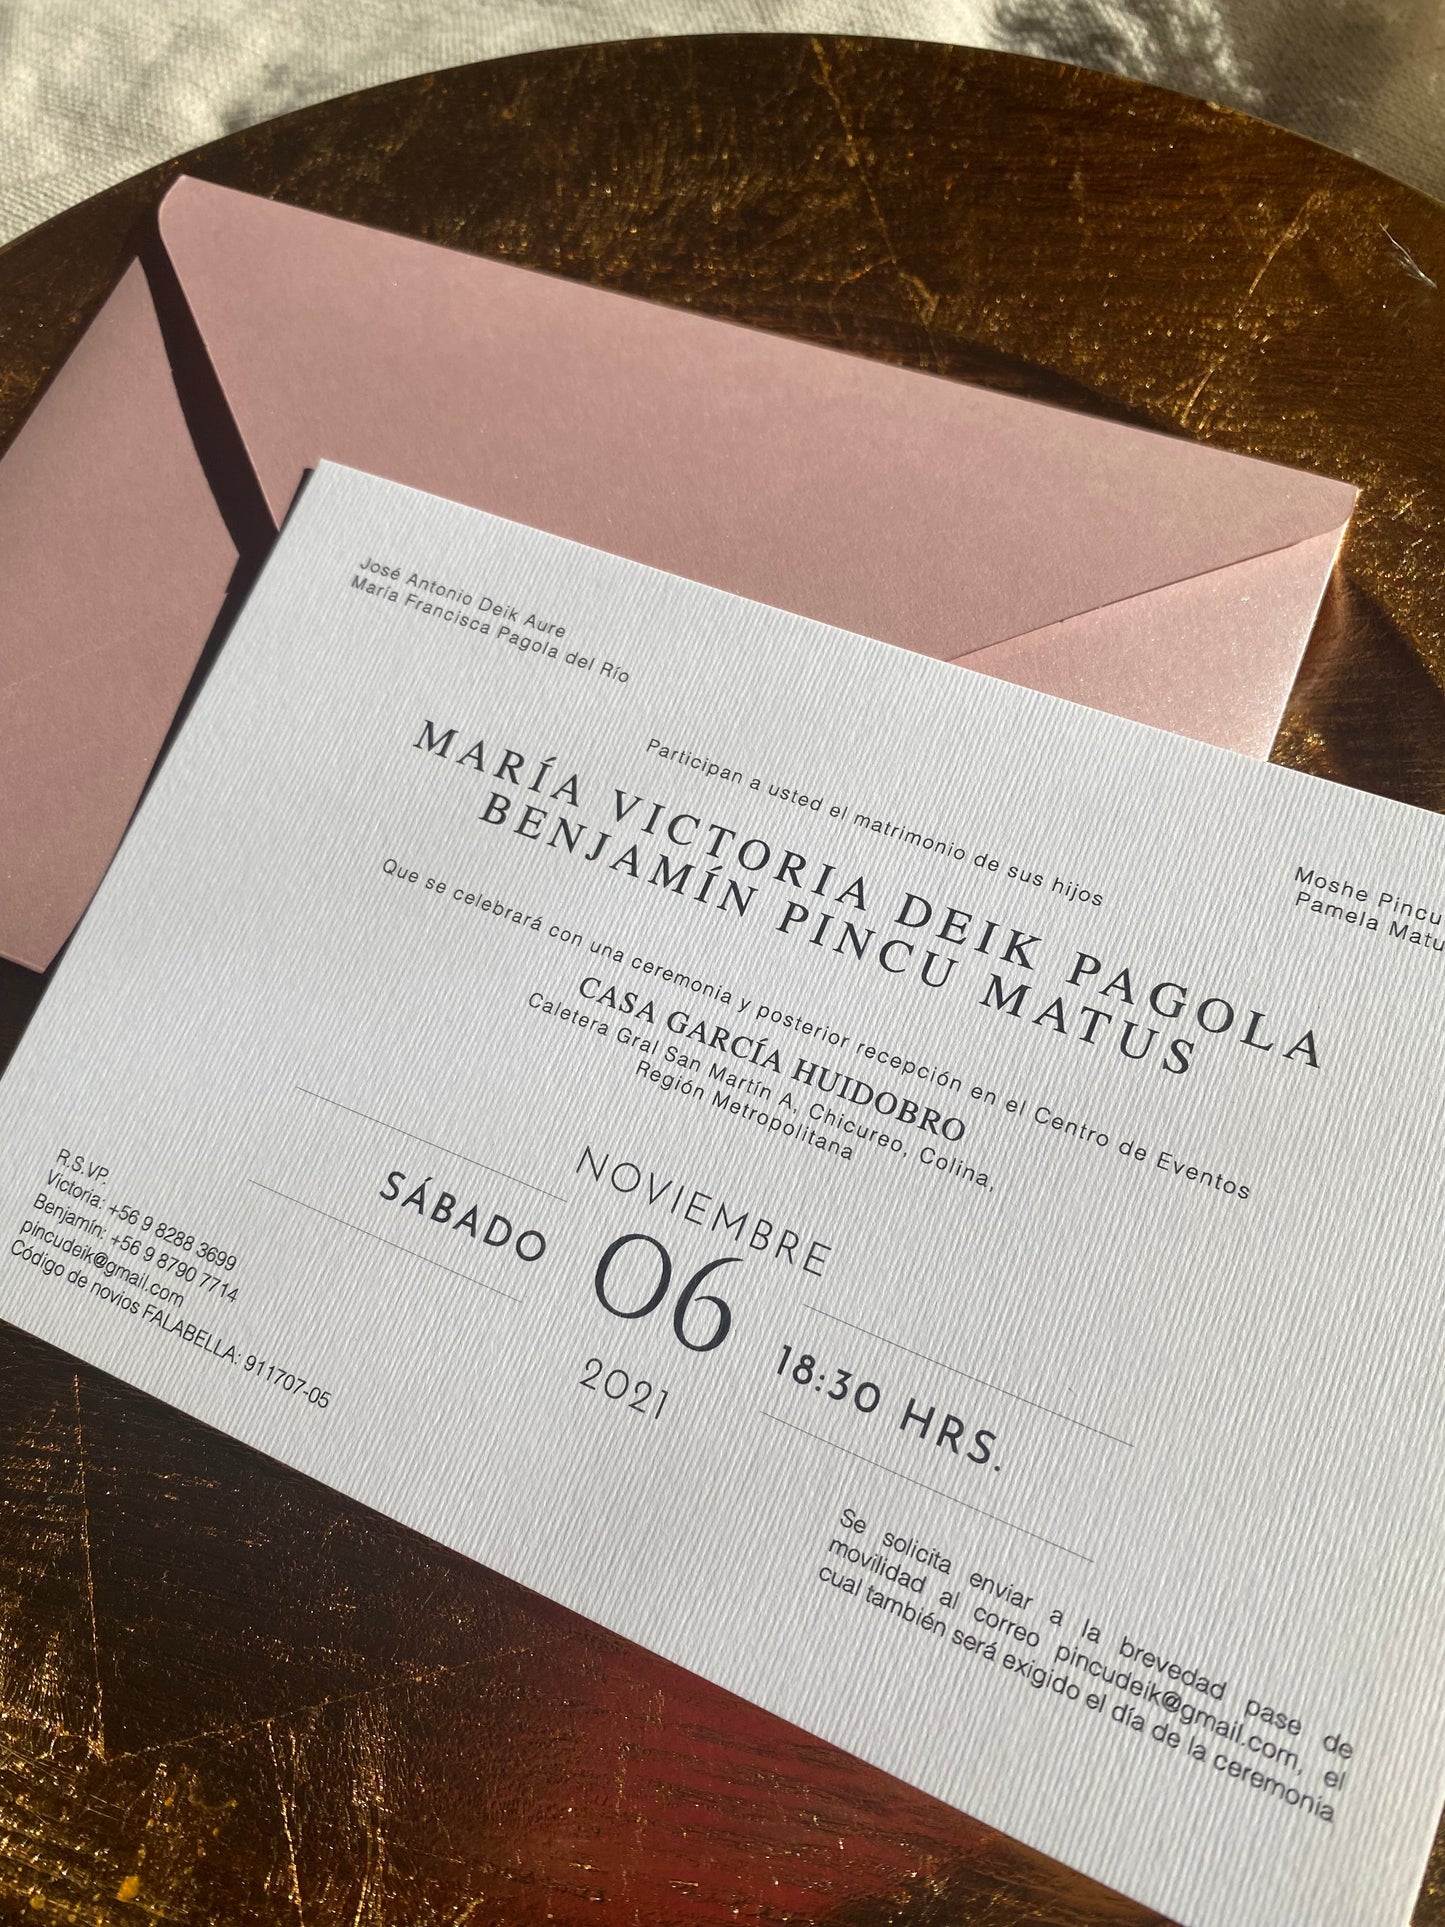 José Antonio Deik Aure
María Francisca Pagola del Río
Moshe Pincu
Pamela
Participan a usted el matrimonio de sus hijos
MARÍA VICTORIA DEIK PAGOLA
BENJAMÍN PINCU MATUS
Que se celebrará con una ceremonia y posterior recepción en el Centro de Eventos
CASA GARCÍA HUIDOBRO
Caletera Gral San Martín A, Chicureo, Colina,
Región Metropolitana
NOVIEMBRE
SÁBADO
06
18:30 HRS.
2021
R.S.VP.
Victoria: +56 9 8288 3699
Benjamín: +56 9 8790 7714
pincudeik@gmail.com
Código de novios FALABELLA: 911707-05
Se solicita enviar a la brevedad pase de
movilidad al correo pincudeik@gmail.com, el
cual también será exigido el día de la ceremonia